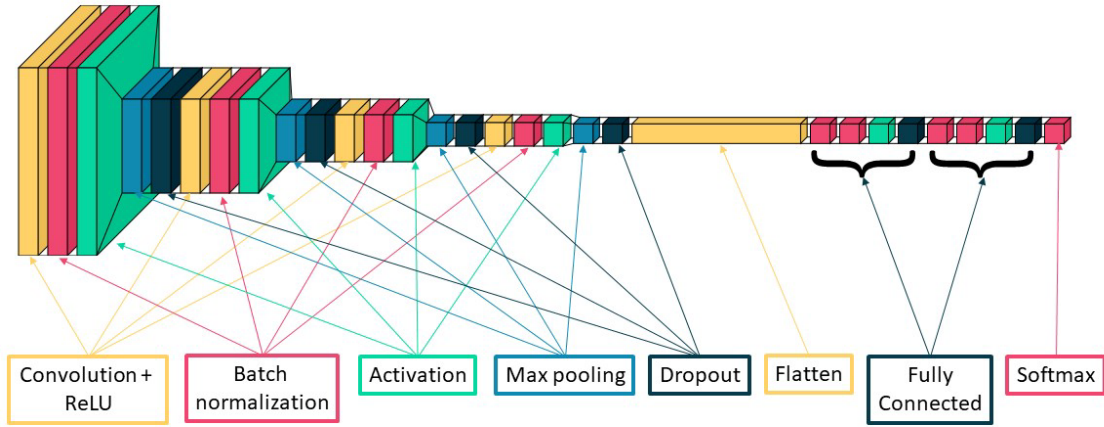 Convolution +
ReLU
Batch
normalization
Activation
Max pooling
Dropout
Flatten
Fully
Connected
Softmax